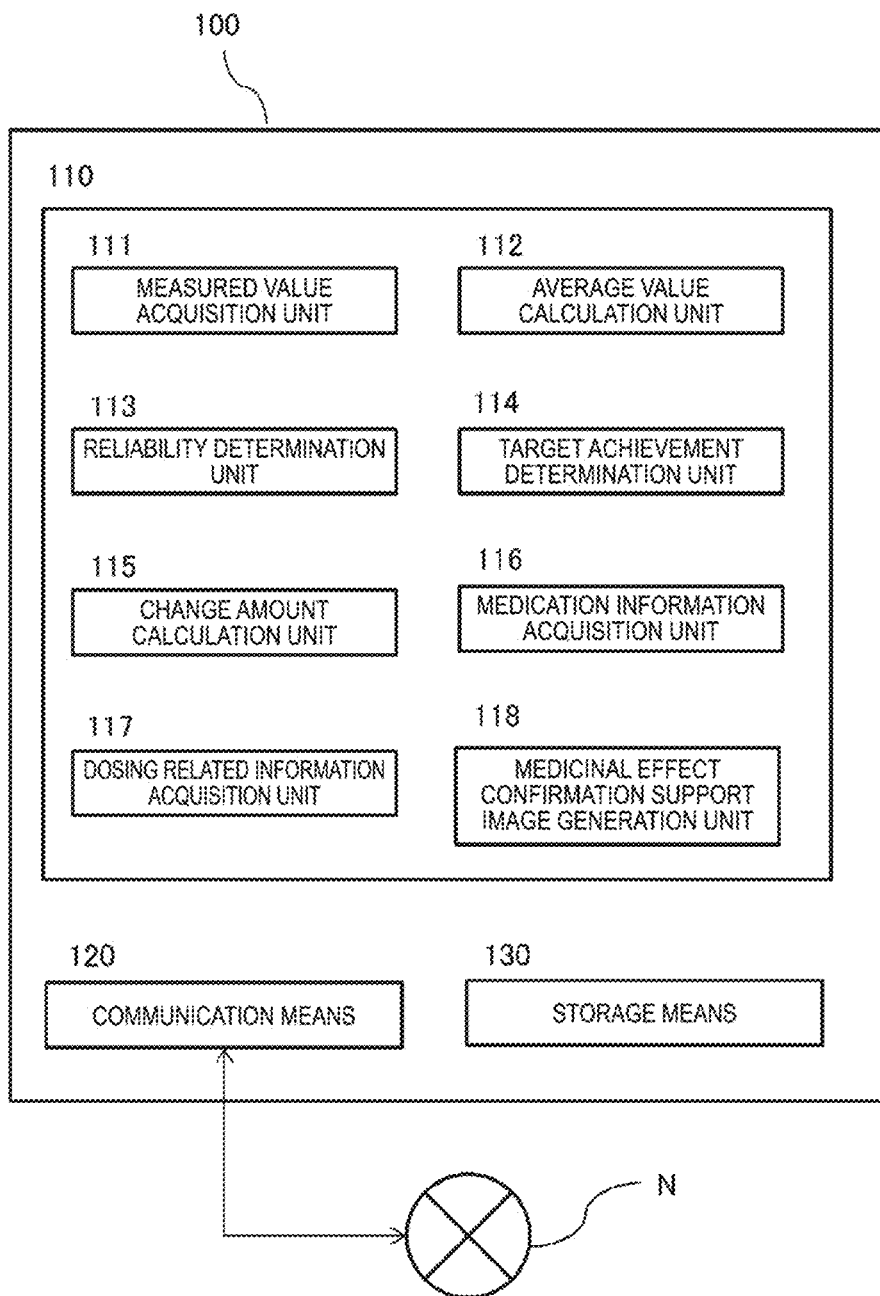 100
110
111
MEASURED VALUE
ACQUISITION UNIT
112
AVERAGE VALUE
CALCULATION UNIT
113
RELIABILITY DETERMINATION
UNIT
114
TARGET ACHIEVEMENT
DETERMINATION UNIT
115
CHANGE AMOUNT
CALCULATION UNIT
116
MEDICATION INFORMATION
ACQUISITION UNIT
117
DOSING RELATED INFORMATION
ACQUISITION UNIT
118
MEDICINAL EFFECT
CONFIRMATION SUPPORT
IMAGE GENERATION UNIT
120
COMMUNICATION MEANS
130
STORAGE MEANS
N